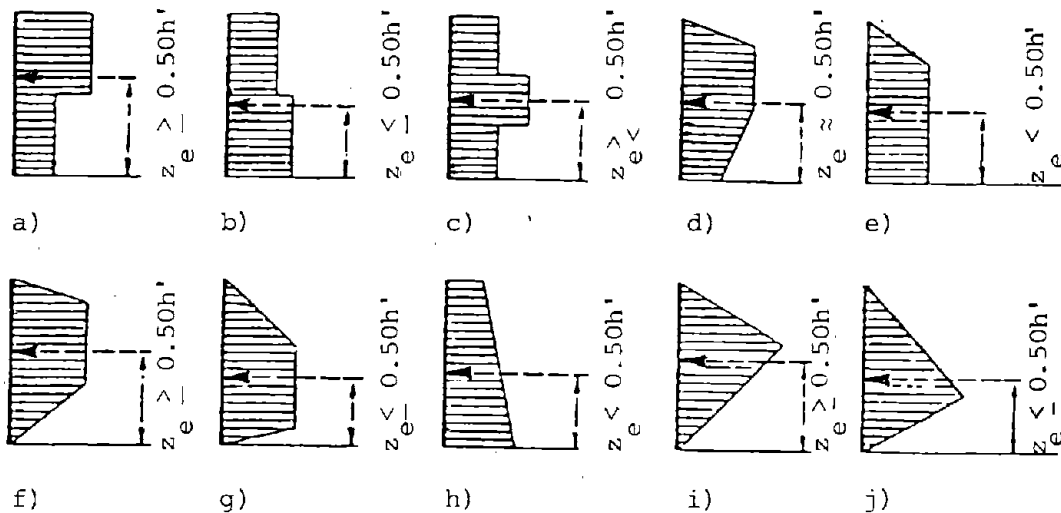 z_e ≥ 0.50h'
z_e ≤ 0.50h'
z_e ≷ 0.50h'
z_e ≈ 0.50h'
z_e < 0.50h'
a)
b)
c)
d)
e)
z_e ≥ 0.50h'
z_e ≤ 0.50h'
z_e < 0.50h'
z_e ≥ 0.50h'
z_e ≤ 0.50h'
f)
g)
h)
i)
j)